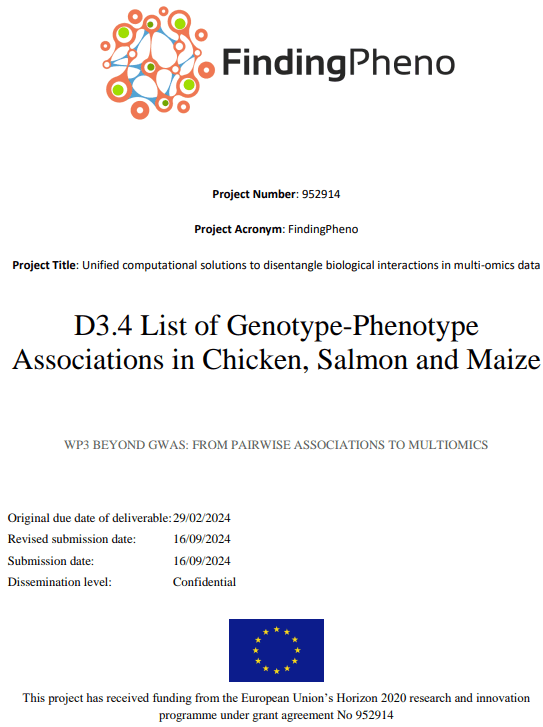 FindingPheno
Project Number: 952914
Project Acronym: FindingPheno
Project Title: Unified computational solutions to disentangle biological interactions in multi-omics data
D3.4 List of Genotype-Phenotype
Associations in Chicken, Salmon and Maize
WP3 BEYOND GWAS: FROM PAIRWISE ASSOCIATIONS TO MULTIOMICS
Original due date of deliverable: 29/02/2024
Revised submission date: 16/09/2024
Submission date: 16/09/2024
Dissemination level: Confidential
This project has received funding from the European Union’s Horizon 2020 research and innovation
programme under grant agreement No 952914